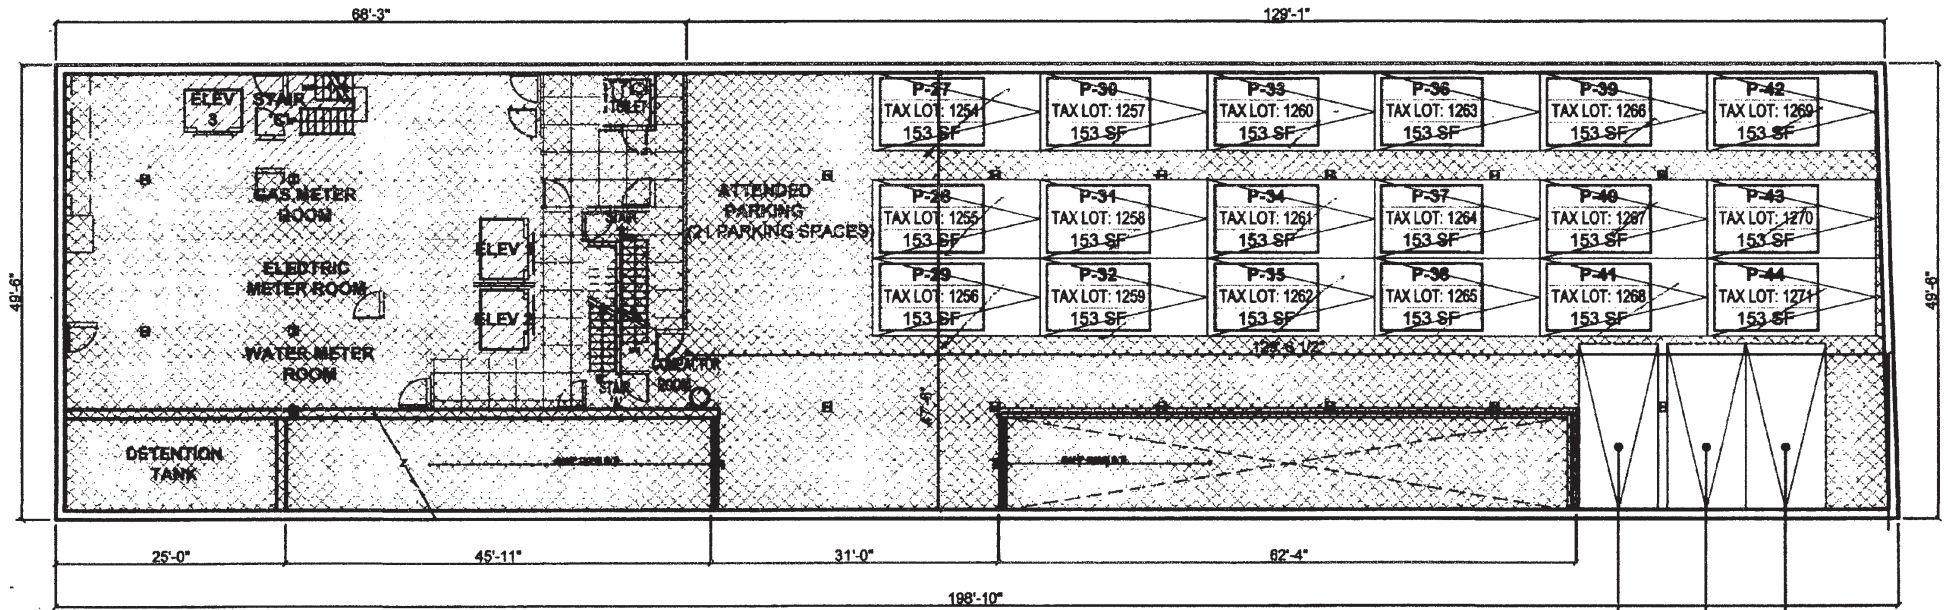 68'-3"
129'-1"
49'-6"
49'-6"
ELEV
3
STAIR
TOILET
GAS METER
ROOM
ELECTRIC
METER ROOM
WATER METER
ROOM
ELEV
ELEV 2
STAIR
STAIR
COMPACTOR
ROOM
DETENTION
TANK
ATTENDED
PARKING
(21 PARKING SPACES)
P-27
TAX LOT: 1254
153 SF
P-30
TAX LOT: 1257
153 SF
P-33
TAX LOT: 1260
153 SF
P-36
TAX LOT: 1263
153 SF
P-39
TAX LOT: 1266
153 SF
P-42
TAX LOT: 1269
153 SF
P-28
TAX LOT: 1255
153 SF
P-31
TAX LOT: 1258
153 SF
P-34
TAX LOT: 1261
153 SF
P-37
TAX LOT: 1264
153 SF
P-40
TAX LOT: 1267
153 SF
P-43
TAX LOT: 1270
153 SF
P-29
TAX LOT: 1256
153 SF
P-32
TAX LOT: 1259
153 SF
P-35
TAX LOT: 1262
153 SF
P-38
TAX LOT: 1265
153 SF
P-41
TAX LOT: 1268
153 SF
P-44
TAX LOT: 1271
153 SF
129'-6 1/2"
47'-6"
25'-0"
45'-11"
31'-0"
62'-4"
198'-10"